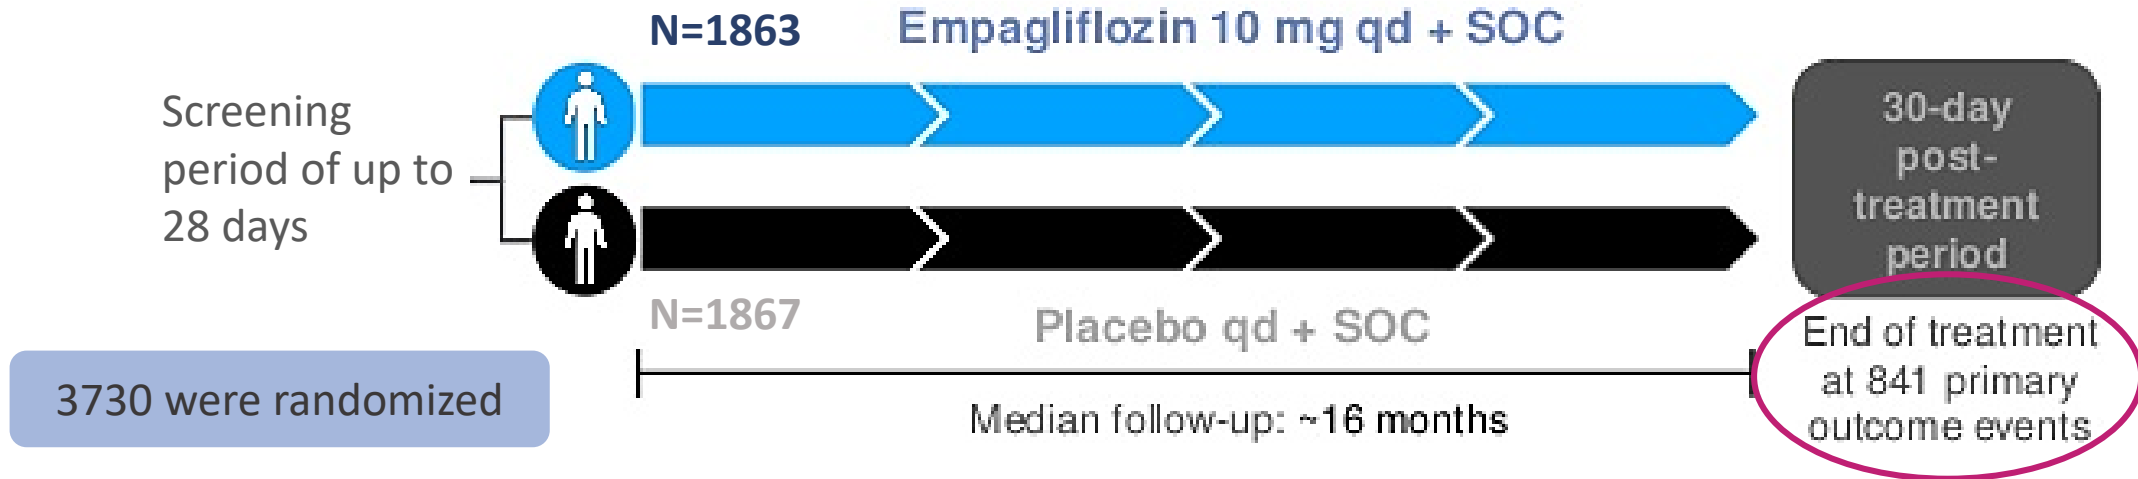 N=1863
Empagliflozin 10 mg qd + SOC
Screening
period of up to
28 days
30-day
post-
treatment
period
N=1867
Placebo qd + SOC
End of treatment
at 841 primary
outcome events
3730 were randomized
Median follow-up: ~16 months